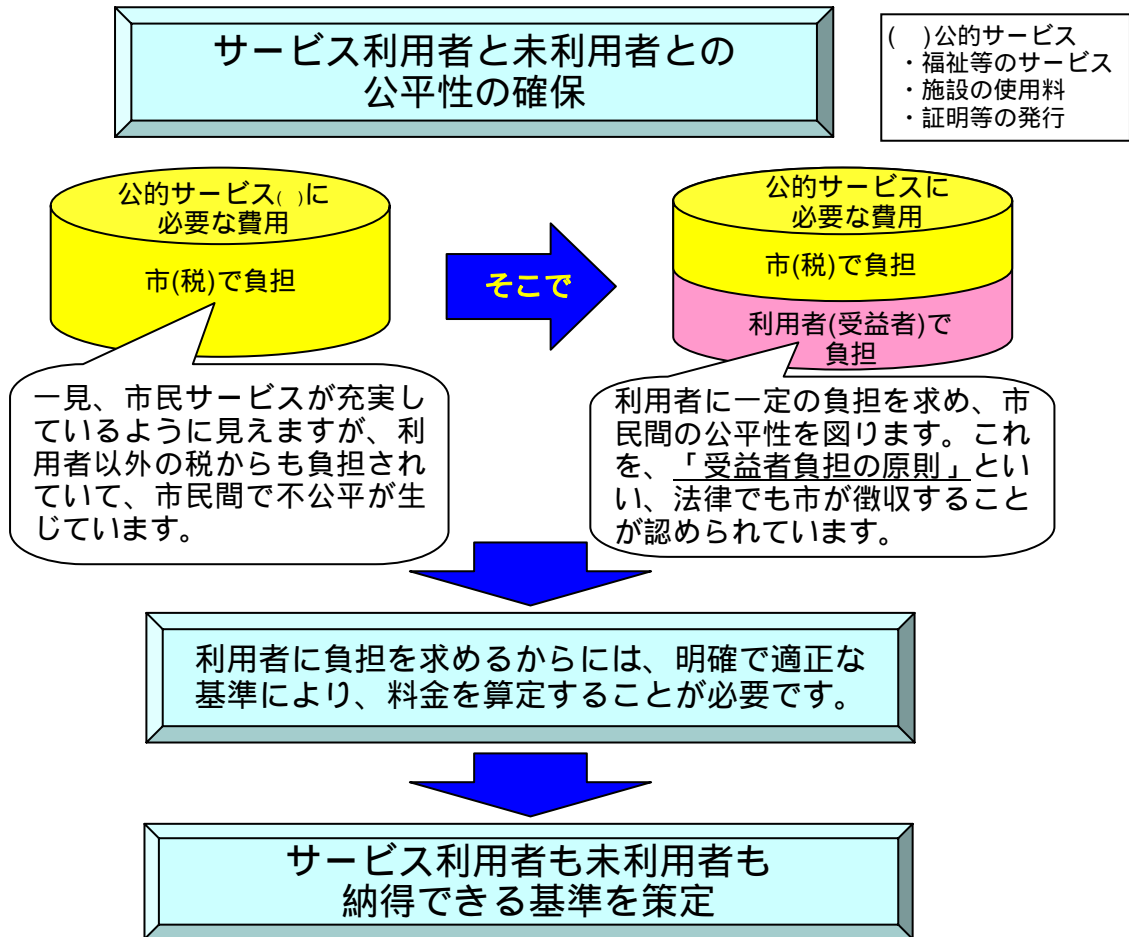 サービス利用者と未利用者との
公平性の確保
(　)公的サービス
・福祉等のサービス
・施設の使用料
・証明等の発行
公的サービス(　)に
必要な費用
市(税)で負担
そこで
公的サービスに
必要な費用
市(税)で負担
利用者(受益者)で
負担
一見、市民サービスが充実し
ているように見えますが、利
用者以外の税からも負担され
ていて、市民間で不公平が生
じています。
利用者に一定の負担を求め、市
民間の公平性を図ります。これ
を、「受益者負担の原則」とい
い、法律でも市が徴収すること
が認められています。
利用者に負担を求めるからには、明確で適正な
基準により、料金を算定することが必要です。
サービス利用者も未利用者も
納得できる基準を策定